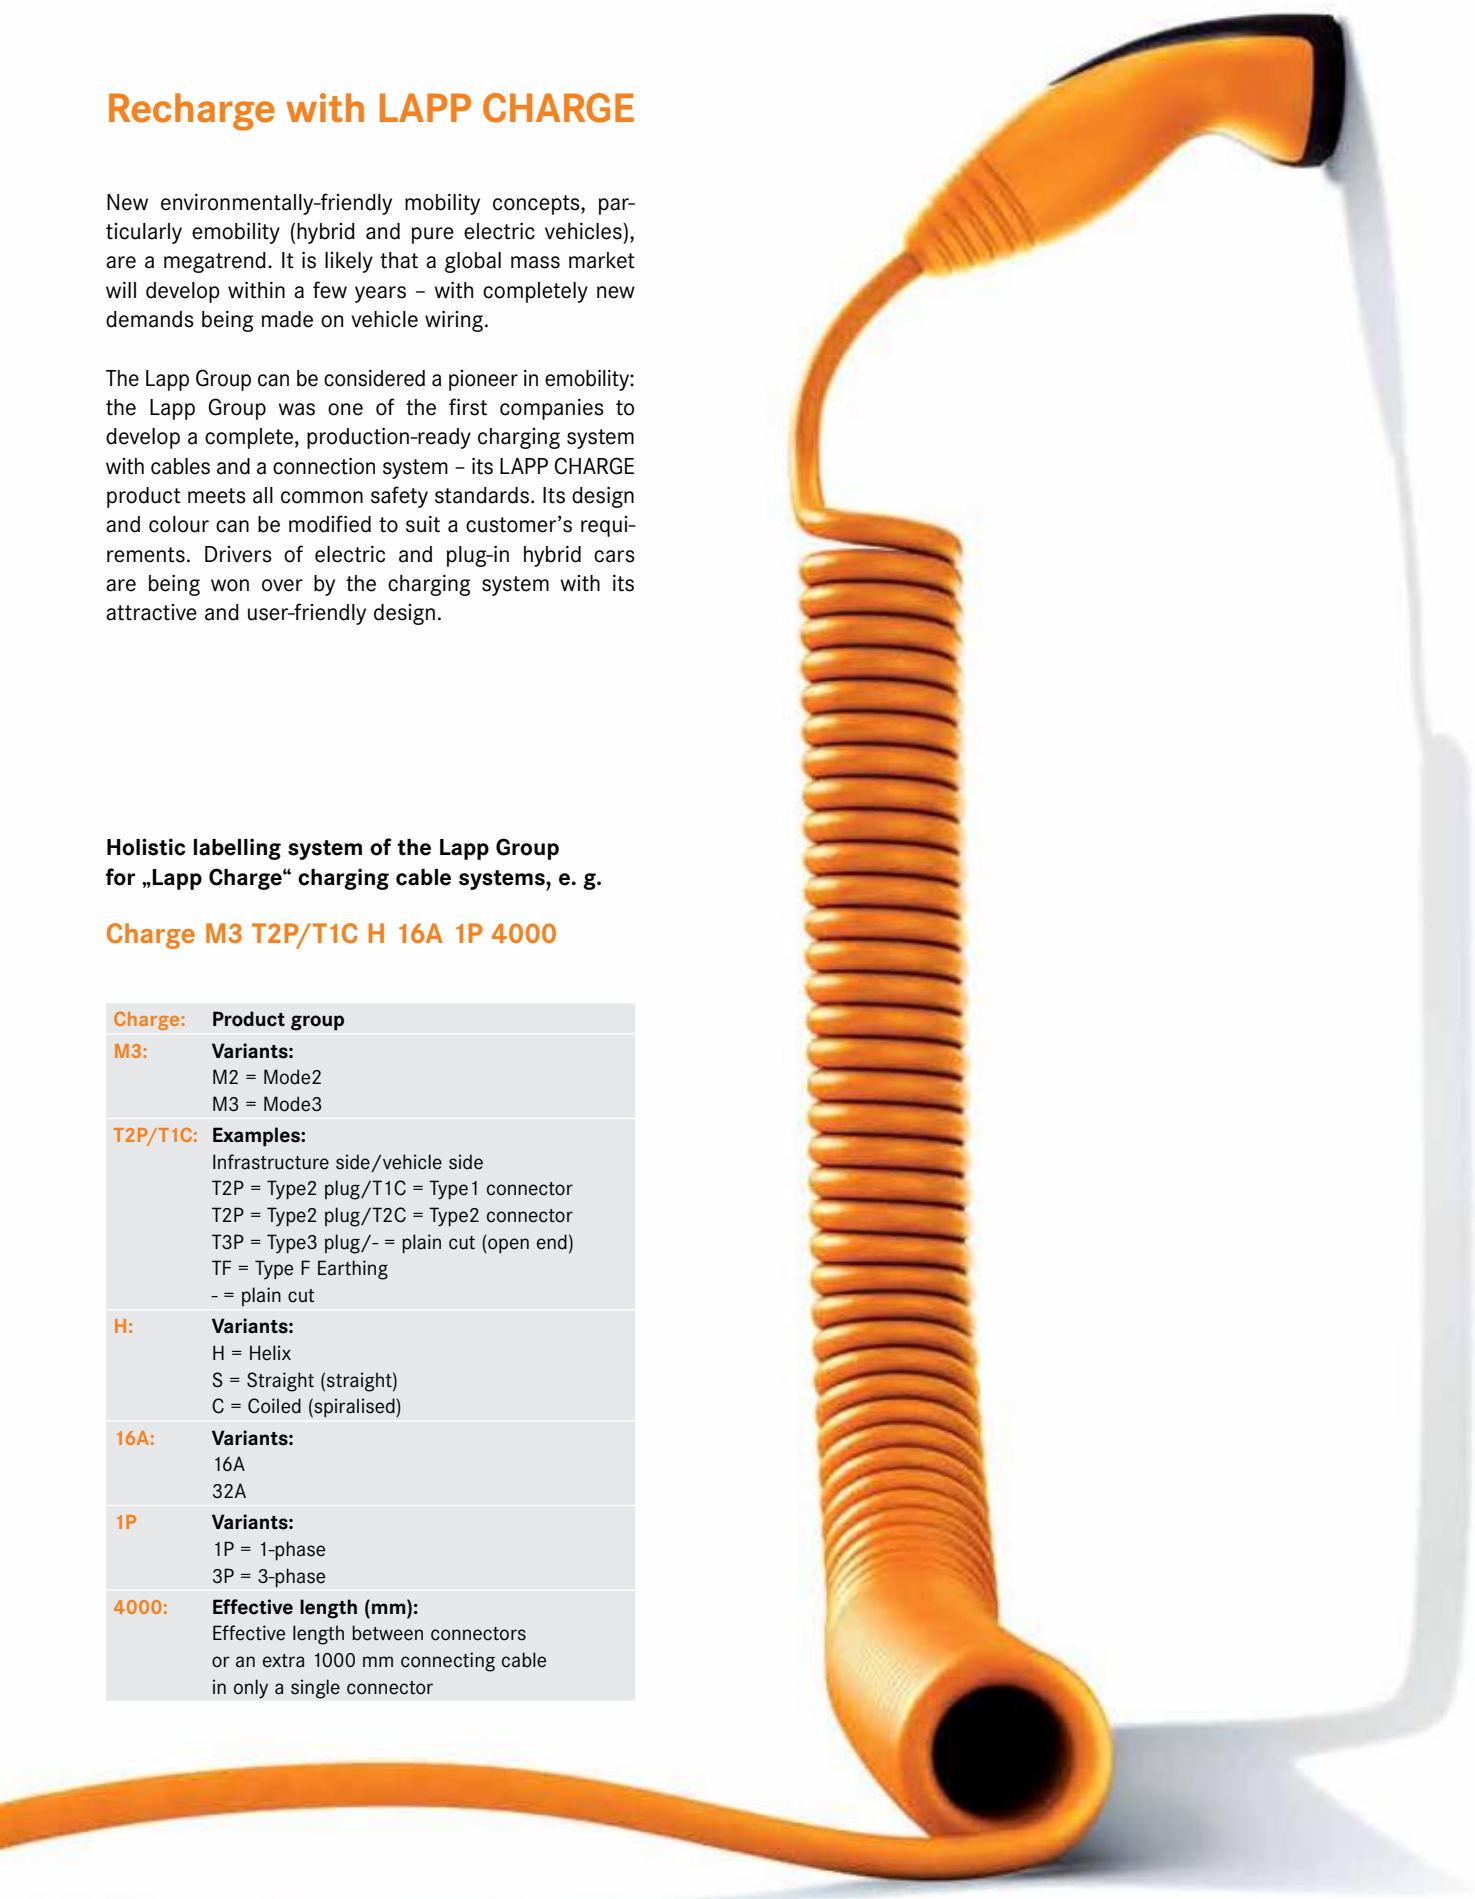 Recharge with LAPP CHARGE
New environmentally-friendly mobility concepts, par-
ticularly emobility (hybrid and pure electric vehicles),
are a megatrend. It is likely that a global mass market
will develop within a few years – with completely new
demands being made on vehicle wiring.
The Lapp Group can be considered a pioneer in emobility:
the Lapp Group was one of the first companies to
develop a complete, production-ready charging system
with cables and a connection system – its LAPP CHARGE
product meets all common safety standards. Its design
and colour can be modified to suit a customer's requi-
rements. Drivers of electric and plug-in hybrid cars
are being won over by the charging system with its
attractive and user-friendly design.
Holistic labelling system of the Lapp Group
for „Lapp Charge“ charging cable systems, e. g.
Charge M3 T2P/T1C H 16A 1P 4000
Charge: Product group
M3: Variants:
M2 = Mode2
M3 = Mode3
T2P/T1C: Examples:
Infrastructure side/vehicle side
T2P = Type2 plug/T1C = Type1 connector
T2P = Type2 plug/T2C = Type2 connector
T3P = Type3 plug/- = plain cut (open end)
TF = Type F Earthing
- = plain cut
H: Variants:
H = Helix
S = Straight (straight)
C = Coiled (spiralised)
16A: Variants:
16A
32A
1P Variants:
1P = 1-phase
3P = 3-phase
4000: Effective length (mm):
Effective length between connectors
or an extra 1000 mm connecting cable
in only a single connector